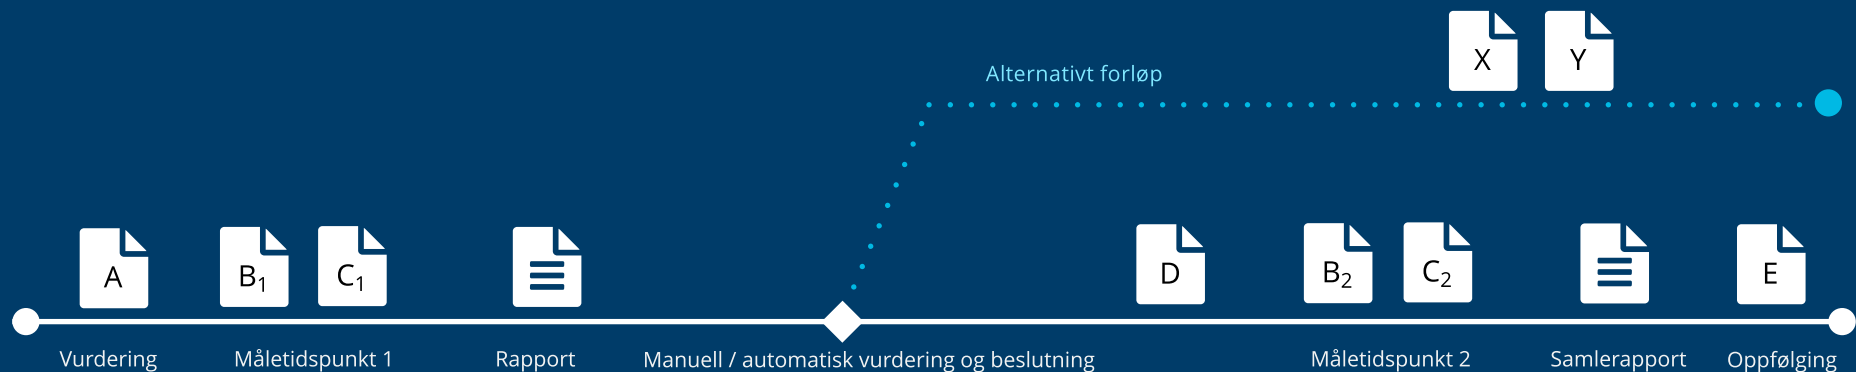 X Y
Alternativt forløp
A B₁ C₁ D B₂ C₂ E
Vurdering Måletidspunkt 1 Rapport Manuell / automatisk vurdering og beslutning Måletidspunkt 2 Samlerapport Oppfølging